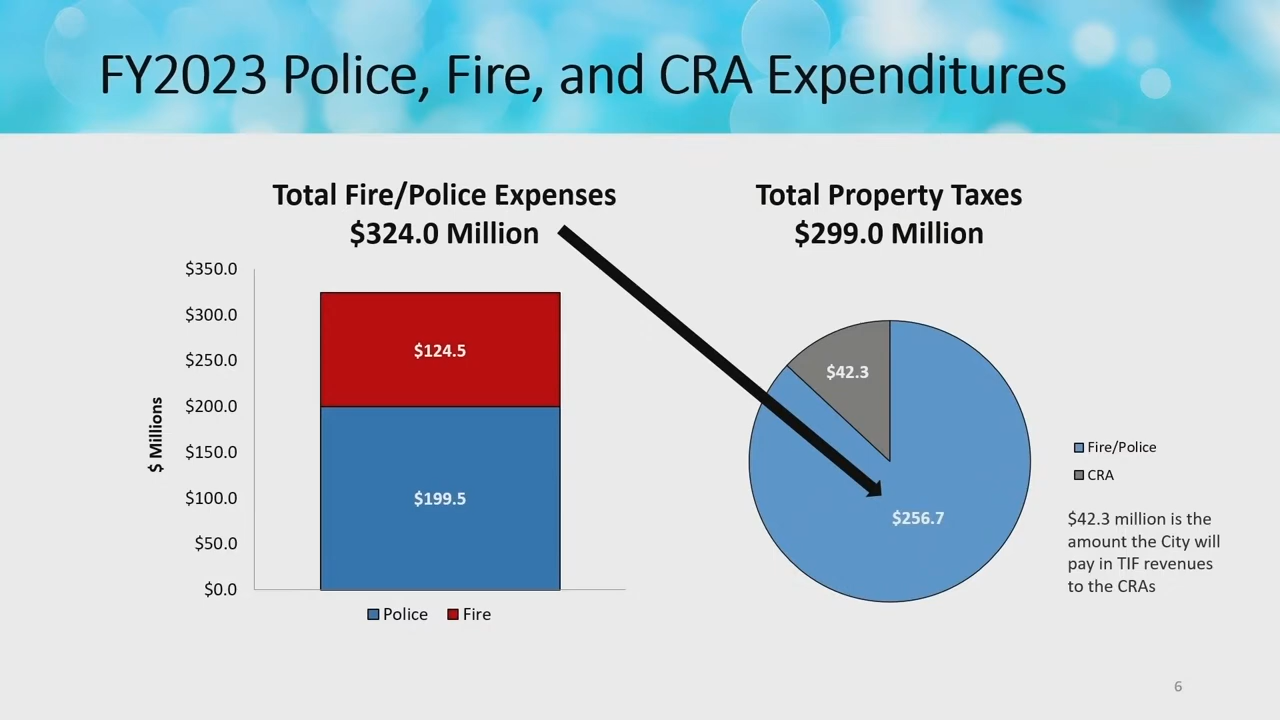 FY2023 Police, Fire, and CRA Expenditures
Total Fire/Police Expenses
$324.0 Million
$350.0
$300.0
$250.0
$200.0
$150.0
$100.0
$50.0
$0.0
$ Millions
$124.5
$199.5
Police
Fire
Total Property Taxes
$299.0 Million
$42.3
$256.7
Fire/Police
CRA
$42.3 million is the
amount the City will
pay in TIF revenues
to the CRAs
6